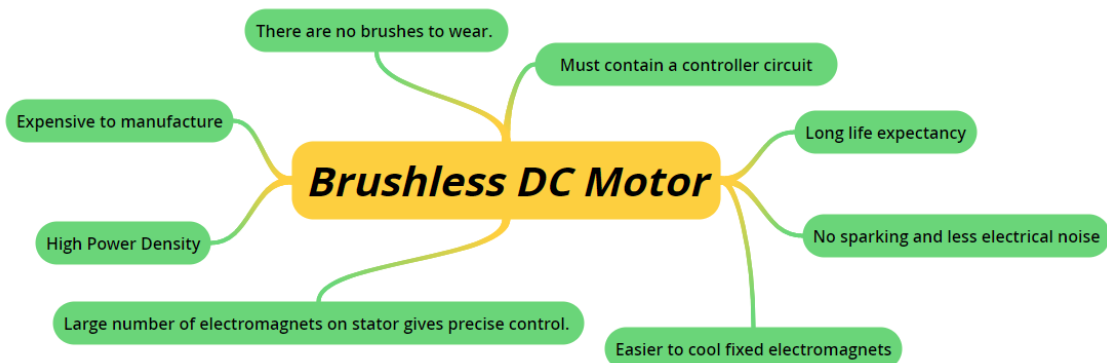 There are no brushes to wear.
Must contain a controller circuit
Expensive to manufacture
Long life expectancy
Brushless DC Motor
High Power Density
No sparking and less electrical noise
Large number of electromagnets on stator gives precise control.
Easier to cool fixed electromagnets